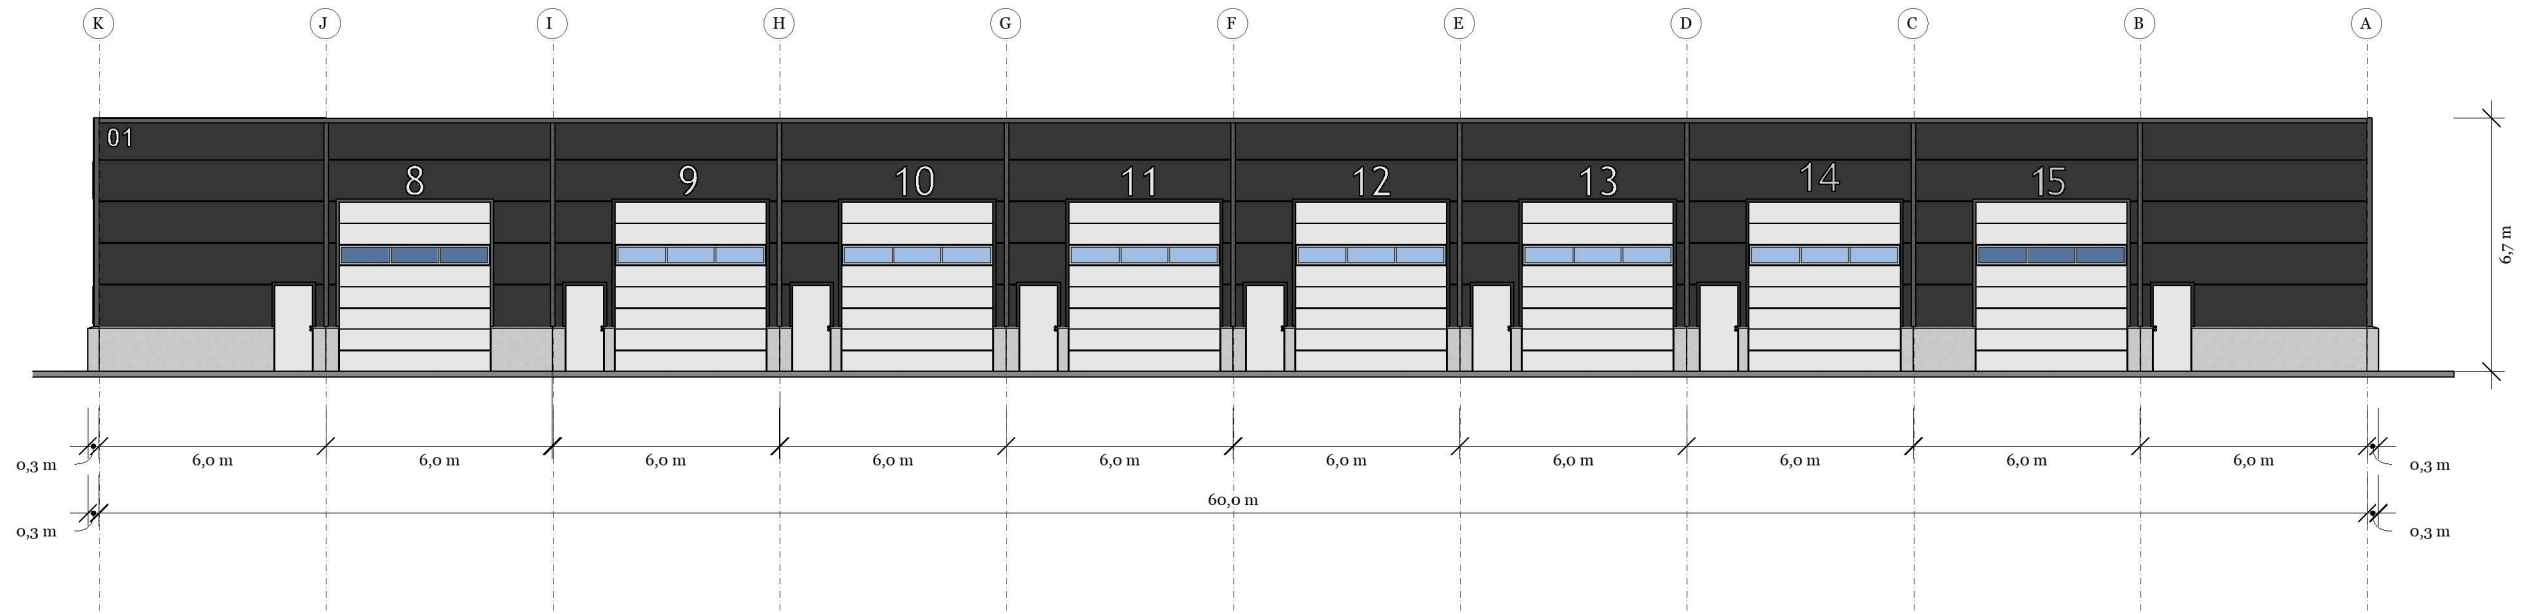 K J I H G F E D C B A
01
8 9 10 11 12 13 14 15
6,7 m
0,3 m 6,0 m 6,0 m 6,0 m 6,0 m 6,0 m 6,0 m 6,0 m 6,0 m 6,0 m 6,0 m 0,3 m
60,0 m
0,3 m 0,3 m